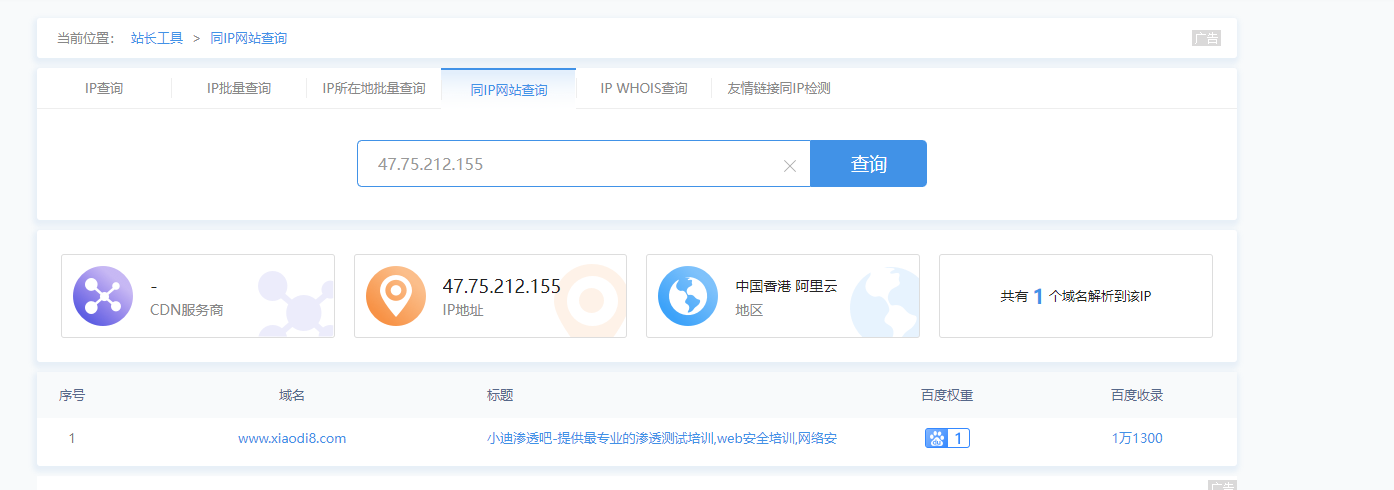 当前位置： 站长工具 > 同IP网站查询 广告
IP查询 IP批量查询 IP所在地批量查询 同IP网站查询 IP WHOIS查询 友情链接同IP检测
47.75.212.155 查询
- 47.75.212.155 中国香港 阿里云 共有 1 个域名解析到该IP
CDN服务商 IP地址 地区
序号 域名 标题 百度权重 百度收录
1 www.xiaodi8.com 小迪渗透吧-提供最专业的渗透测试培训,web安全培训,网络安 1 1万1300
广告